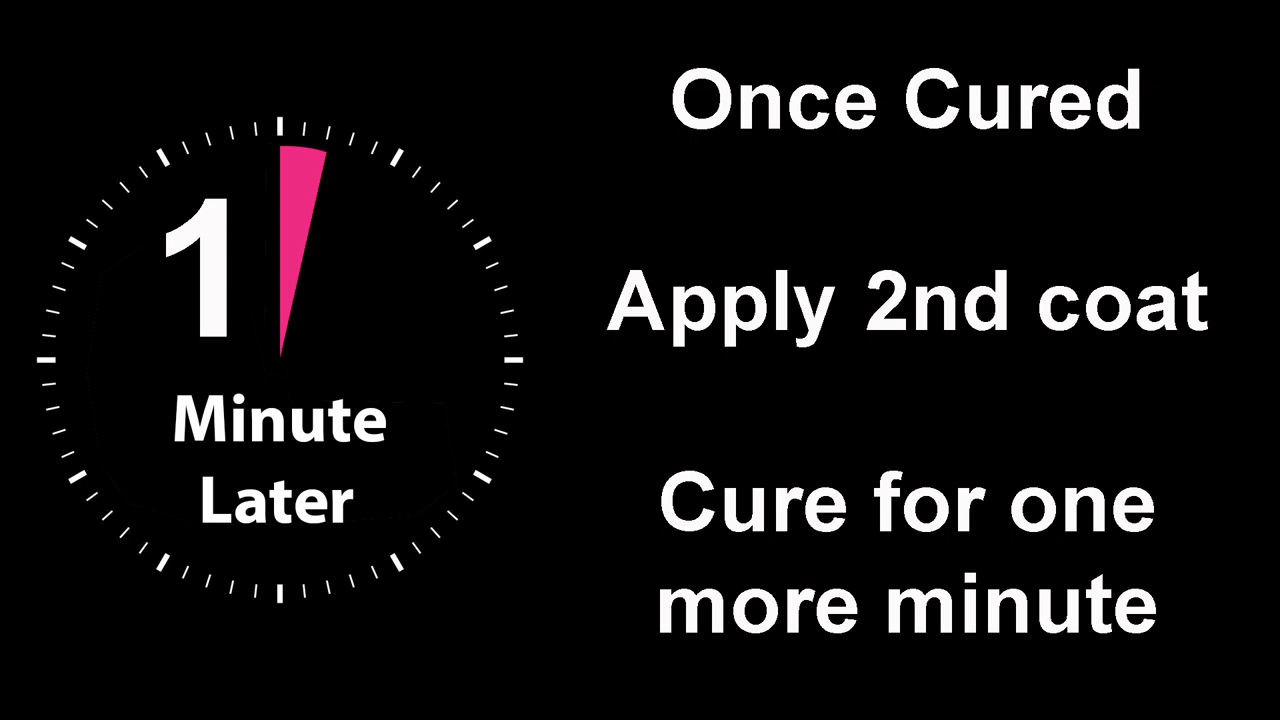 1
Minute
Later
Once Cured
Apply 2nd coat
Cure for one
more minute